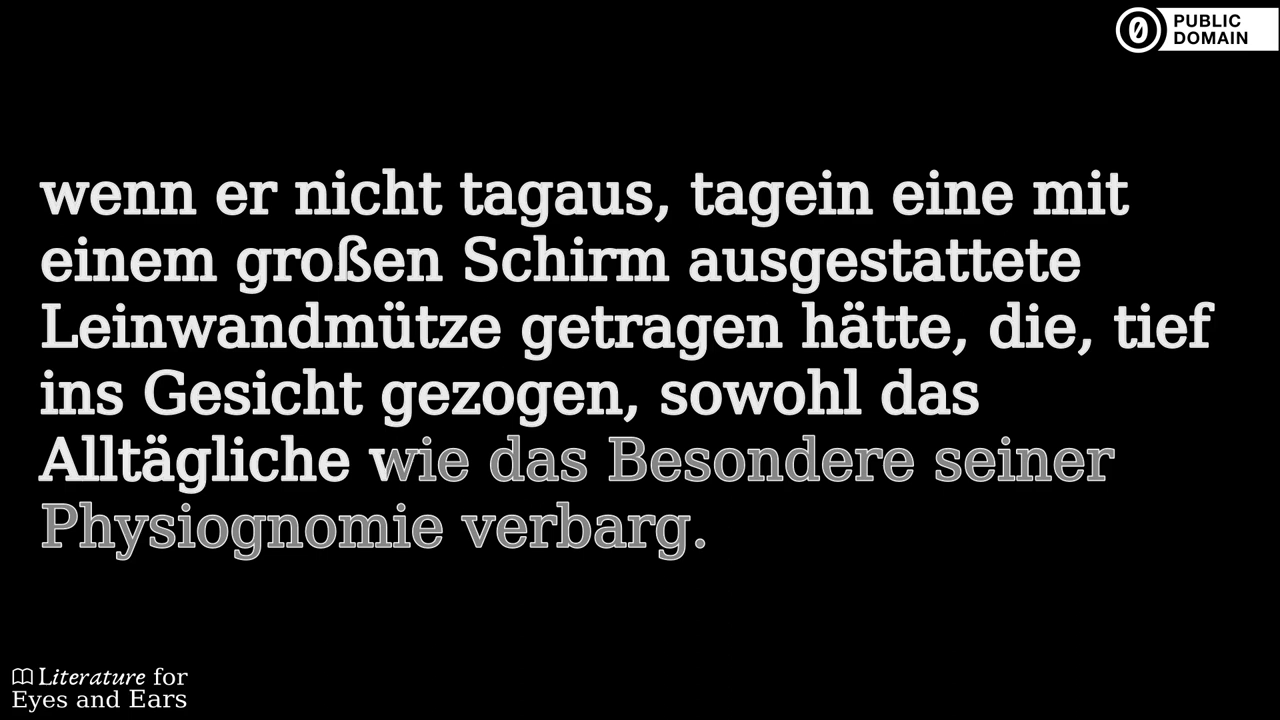 PUBLIC
DOMAIN
wenn er nicht tagaus, tagein eine mit
einem großen Schirm ausgestattete
Leinwandmütze getragen hätte, die, tief
ins Gesicht gezogen, sowohl das
Alltägliche wie das Besondere seiner
Physiognomie verbarg.
Literature for
Eyes and Ears